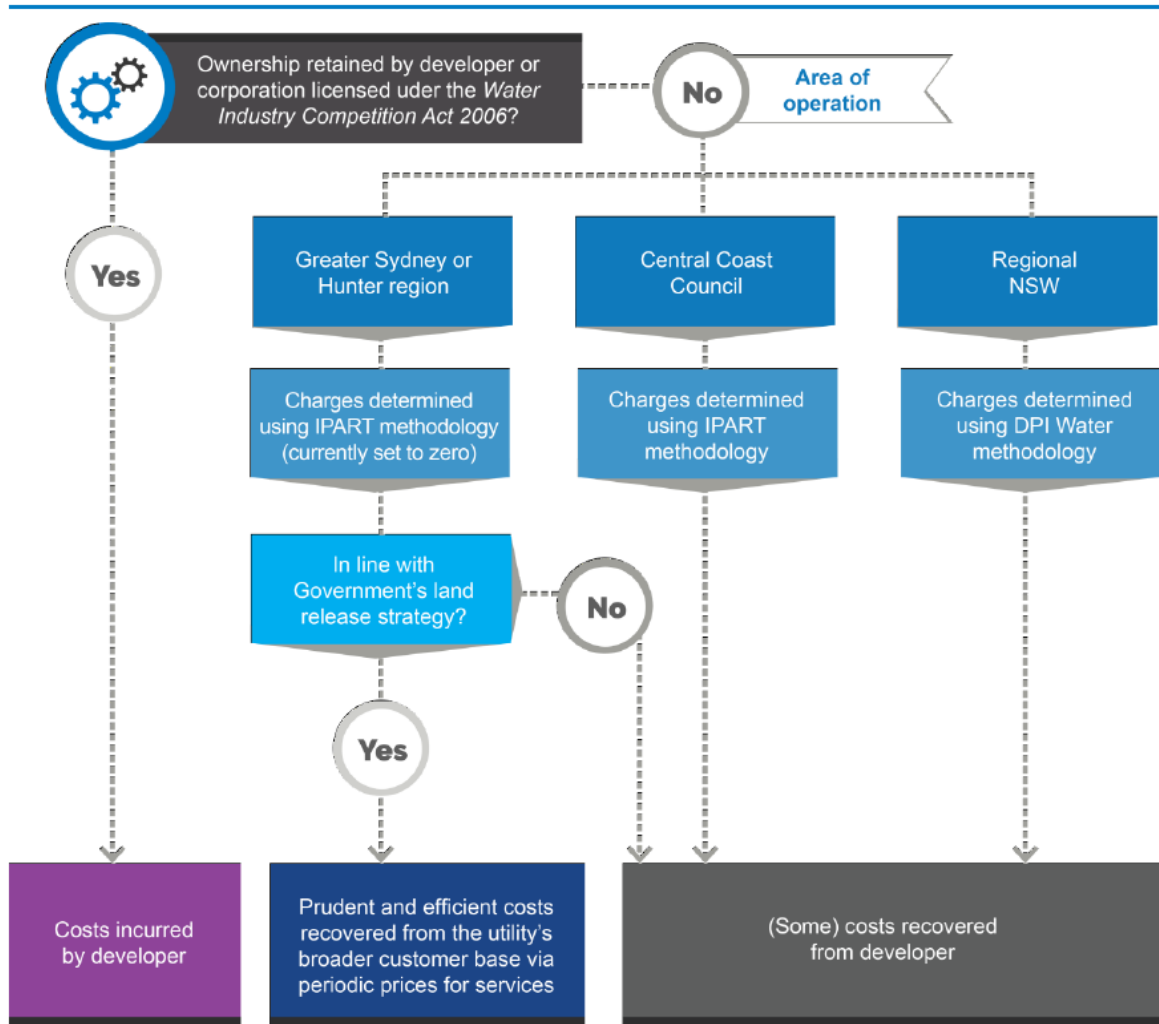 Ownership retained by developer or
corporation licensed uder the Water
Industry Competition Act 2006?
No
Area of
operation
Yes
Greater Sydney or
Hunter region
Central Coast
Council
Regional
NSW
Charges determined
using IPART methodology
(currently set to zero)
Charges determined
using IPART
methodology
Charges determined
using DPI Water
methodology
In line with
Government’s land
release strategy?
No
Yes
Costs incurred
by developer
Prudent and efficient costs
recovered from the utility’s
broader customer base via
periodic prices for services
(Some) costs recovered
from developer